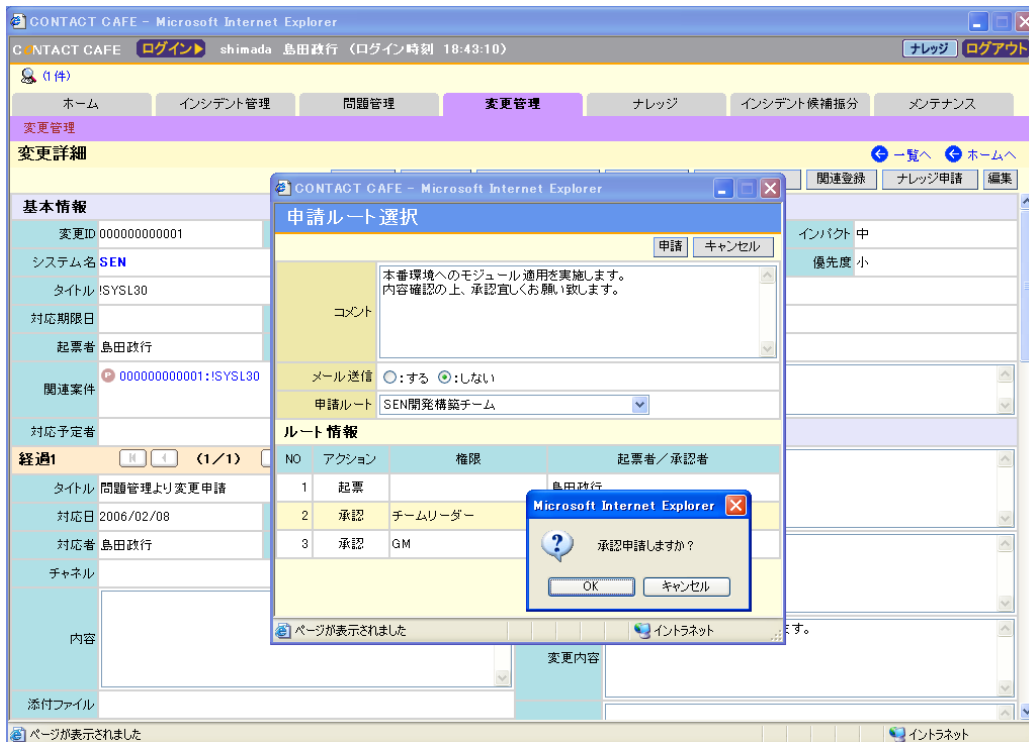 CONTACT CAFE - Microsoft Internet Explorer
CONTACT CAFE ログイン shimada 島田政行 (ログイン時刻 18:43:10) ナレッジ ログアウト
(1件)
ホーム インシデント管理 問題管理 変更管理 ナレッジ インシデント候補振分 メンテナンス
変更管理
変更詳細 一覧へ ホームへ
関連登録 ナレッジ申請 編集
基本情報
変更ID 000000000001 インパクト 中
システム名 SEN 優先度 小
タイトル !SYSL30
対応期限日
起票者 島田政行
関連案件 000000000001:!SYSL30
対応予定者
経過1 (1/1)
タイトル 問題管理より変更申請
対応日 2006/02/08
対応者 島田政行
チャネル
内容
変更内容 ます。
添付ファイル
ページが表示されました イントラネット
CONTACT CAFE - Microsoft Internet Explorer
申請ルート選択
申請 キャンセル
コメント
本番環境へのモジュール適用を実施します。
内容確認の上、承認宜しくお願い致します。
メール送信 :する :しない
申請ルート SEN開発構築チーム
ルート情報
NO アクション 権限 起票者/承認者
1 起票 島田政行
2 承認 チームリーダー
3 承認 GM
ページが表示されました イントラネット
Microsoft Internet Explorer
承認申請しますか?
OK キャンセル